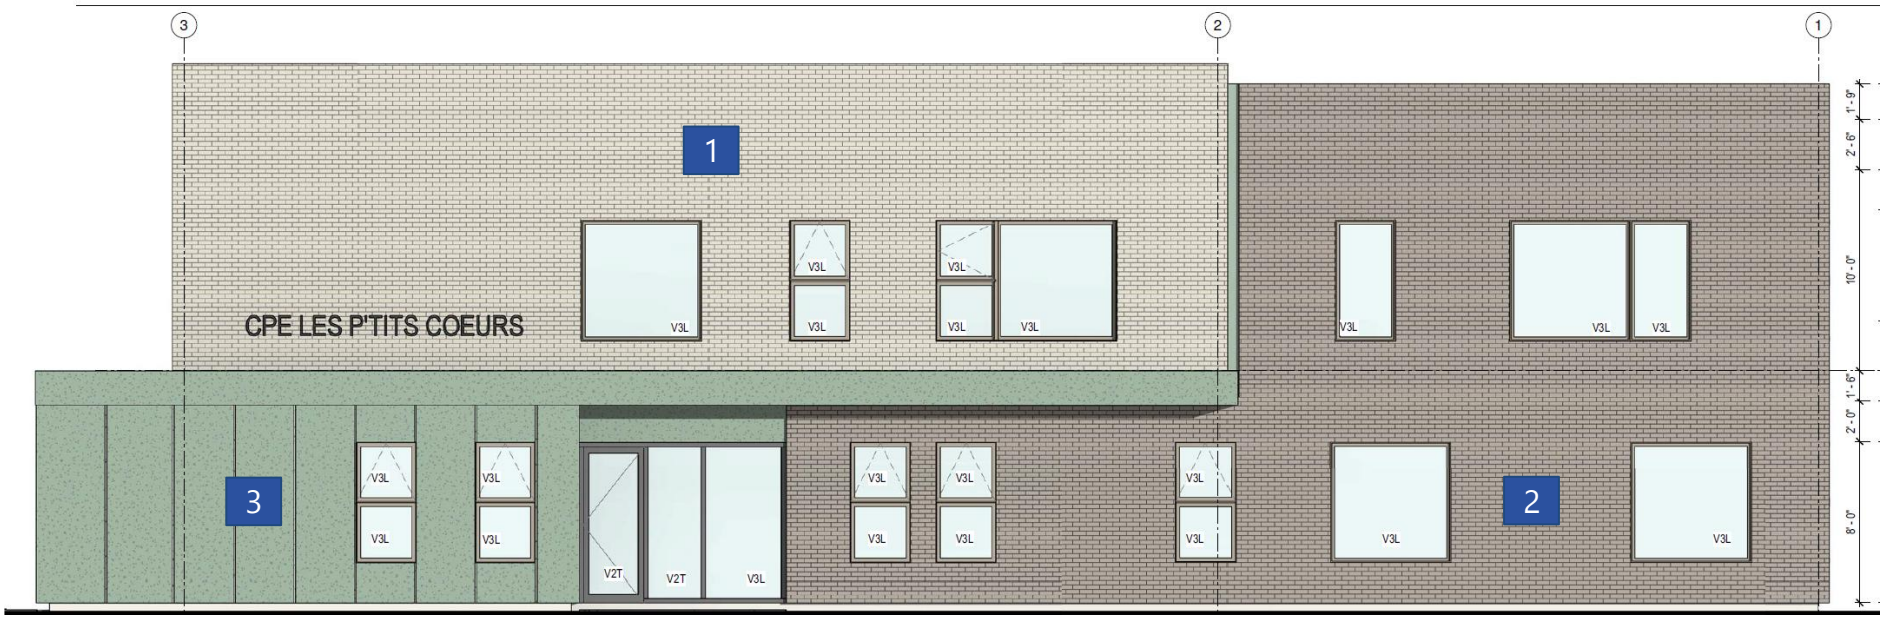 3 2 1
1
1'- 9"
2'- 6"
V3L V3L
10'- 0"
CPE LES P'TITS COEURS
V3L V3L V3L V3L V3L V3L V3L
1'- 6"
2'- 0"
V3L V3L V3L V3L V3L
3 2
8'- 0"
V3L V3L V3L V3L V3L V3L V3L
V2T V2T V3L